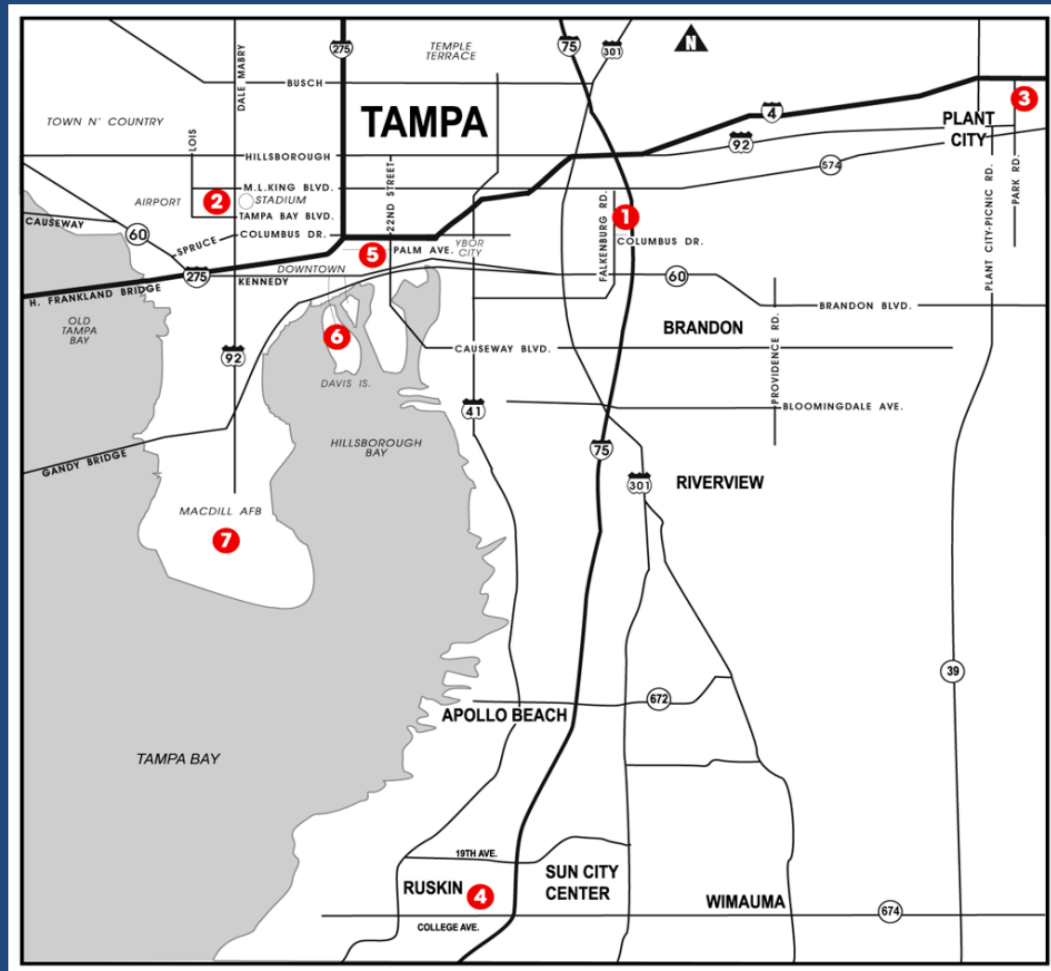 N
TEMPLE
TERRACE
275
75
301
DALE MABRY
BUSCH
TAMPA
TOWN N' COUNTRY
4
92
3
PLANT
CITY
LOIS
HILLSBOROUGH
574
22ND STREET
M.L.KING BLVD.
2
STADIUM
AIRPORT
TAMPA BAY BLVD.
1
FALKENBURG RD.
PLANT CITY-PICNIC RD.
PARK RD.
CAUSEWAY
60
SPRUCE
COLUMBUS DR.
5
PALM AVE.
YBOR
CITY
COLUMBUS DR.
DOWNTOWN
275
KENNEDY
60
H. FRANKLAND BRIDGE
BRANDON BLVD.
OLD
TAMPA
BAY
6
BRANDON
PROVIDENCE RD.
92
CAUSEWAY BLVD.
DAVIS IS.
41
BLOOMINGDALE AVE.
HILLSBOROUGH
BAY
75
GANDY BRIDGE
301
RIVERVIEW
MACDILL AFB
7
39
672
APOLLO BEACH
TAMPA BAY
19TH AVE.
RUSKIN
4
SUN CITY
CENTER
WIMAUMA
674
COLLEGE AVE.